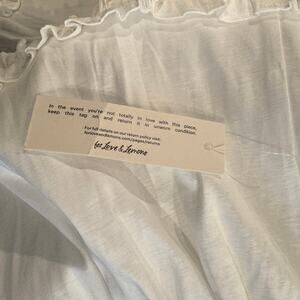 In the event you're not totally in love with this piece,
keep this tag on and return it in unworn condition.
For full details on our return policy visit:
forloveandlemons.com/pages/returns
for Love & Lemons